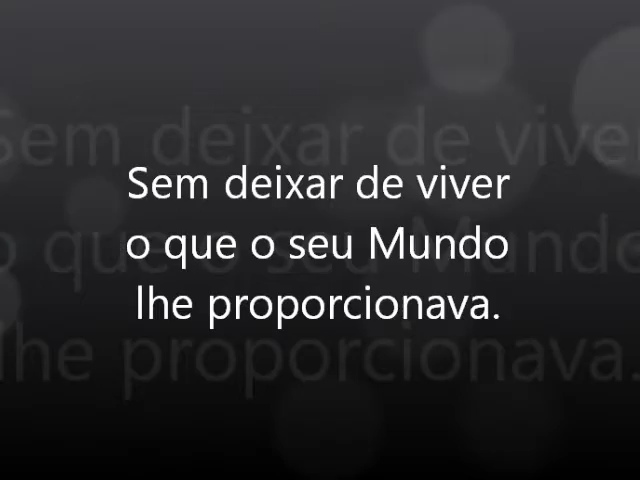 Sem deixar de viver
o que o seu Mundo
lhe proporcionava.